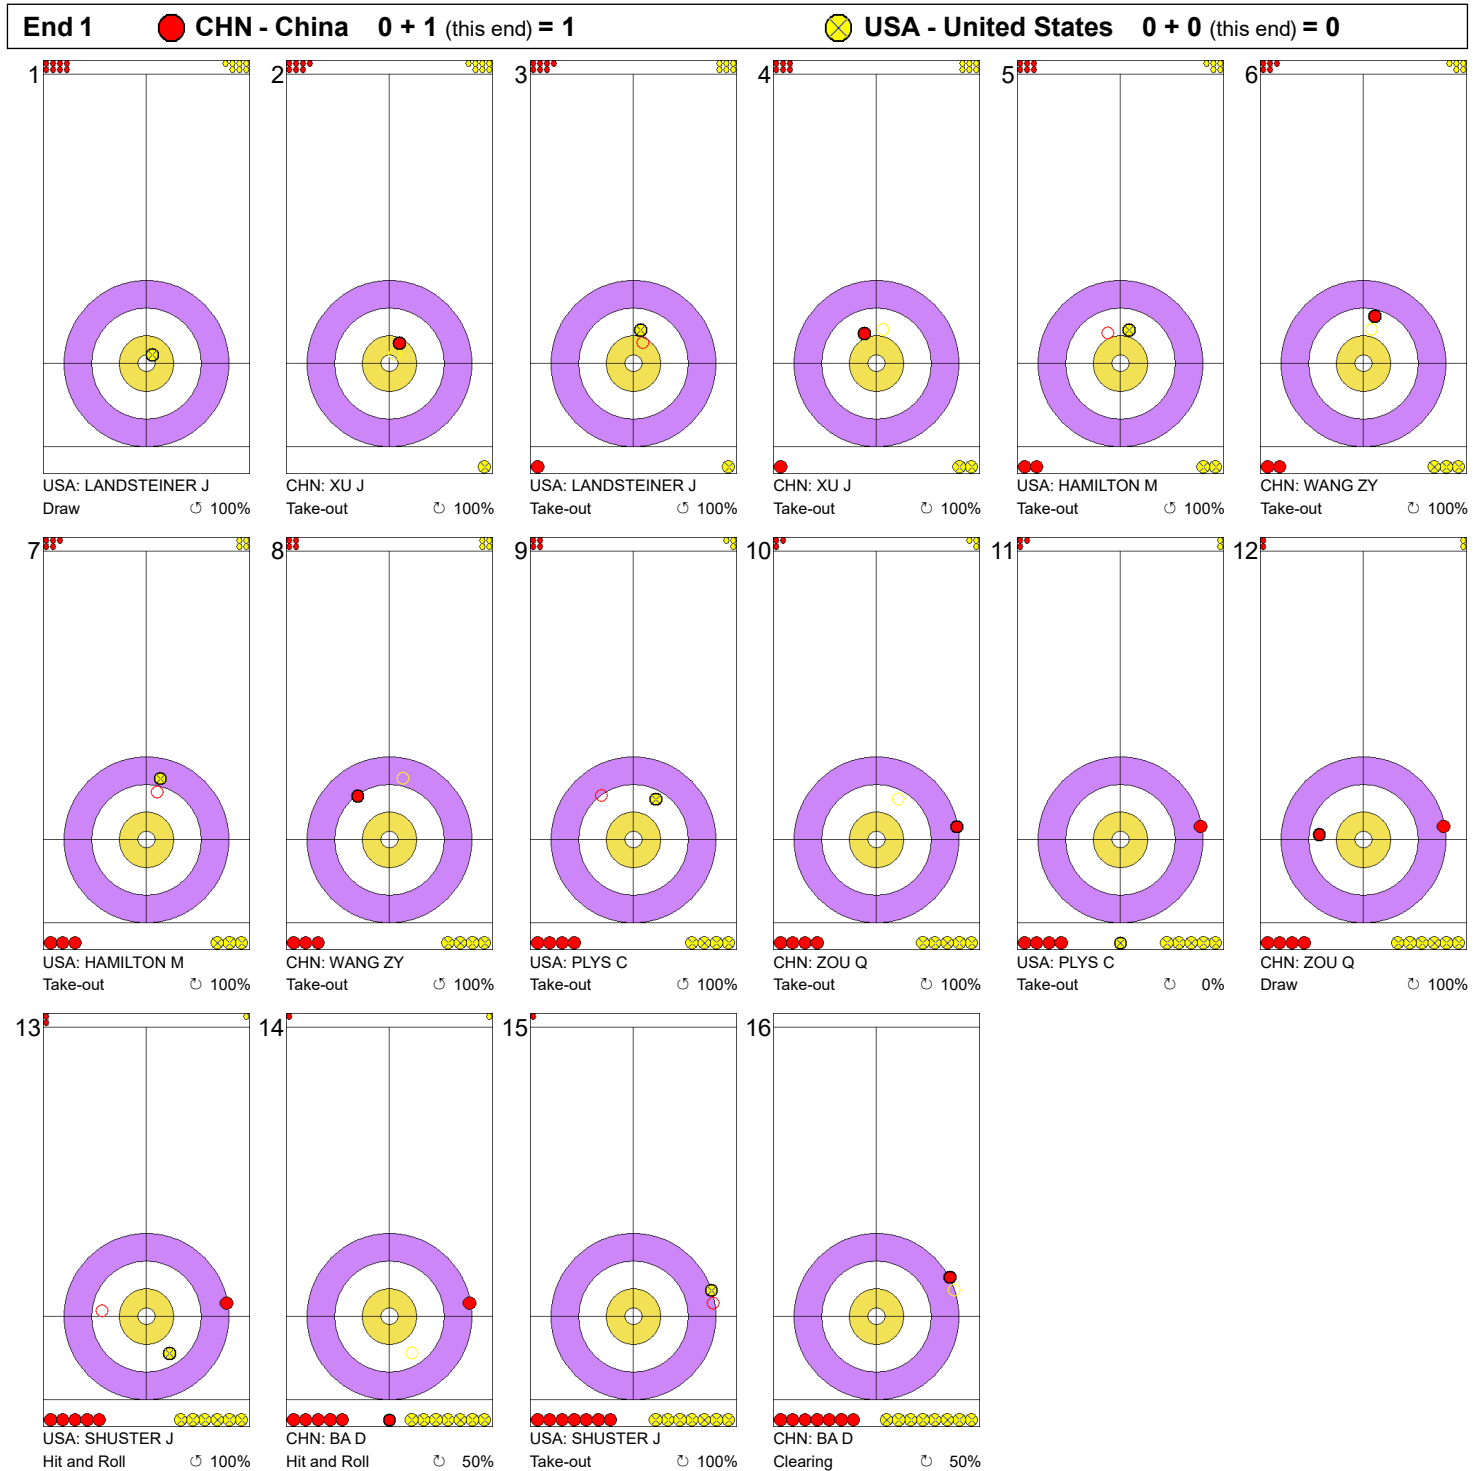 End 1 CHN - China 0 + 1 (this end) = 1 USA - United States 0 + 0 (this end) = 0
1 2 3 4 5 6
USA: LANDSTEINER J CHN: XU J USA: LANDSTEINER J CHN: XU J USA: HAMILTON M CHN: WANG ZY
Draw ↺ 100% Take-out ↻ 100% Take-out ↺ 100% Take-out ↻ 100% Take-out ↺ 100% Take-out ↻ 100%
7 8 9 10 11 12
USA: HAMILTON M CHN: WANG ZY USA: PLYS C CHN: ZOU Q USA: PLYS C CHN: ZOU Q
Take-out ↻ 100% Take-out ↺ 100% Take-out ↺ 100% Take-out ↻ 100% Take-out ↻ 0% Draw ↻ 100%
13 14 15 16
USA: SHUSTER J CHN: BA D USA: SHUSTER J CHN: BA D
Hit and Roll ↺ 100% Hit and Roll ↻ 50% Take-out ↻ 100% Clearing ↻ 50%